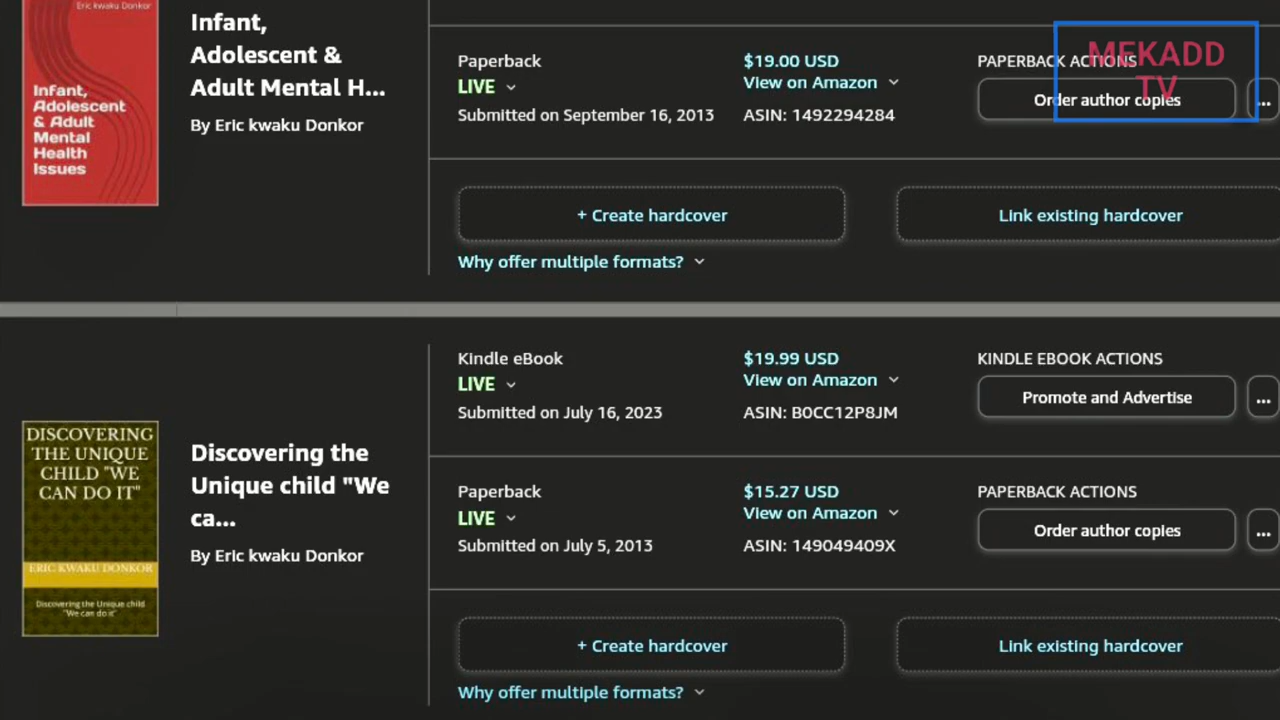 Eric kwaku Donkor
Infant,
Adolescent
& Adult
Mental
Health
Issues
Infant,
Adolescent &
Adult Mental H...
By Eric kwaku Donkor
Paperback
LIVE
Submitted on September 16, 2013
$19.00 USD
View on Amazon
ASIN: 1492294284
PAPERBACK ACTIONS
Order author copies
...
MEKADD
TV
+ Create hardcover
Link existing hardcover
Why offer multiple formats?
DISCOVERING
THE UNIQUE
CHILD "WE
CAN DO IT"
ERIC KWAKU DONKOR
Discovering the Unique child
"We can do it"
Discovering the
Unique child "We
ca...
By Eric kwaku Donkor
Kindle eBook
LIVE
Submitted on July 16, 2023
$19.99 USD
View on Amazon
ASIN: B0CC12P8JM
KINDLE EBOOK ACTIONS
Promote and Advertise
...
Paperback
LIVE
Submitted on July 5, 2013
$15.27 USD
View on Amazon
ASIN: 149049409X
PAPERBACK ACTIONS
Order author copies
...
+ Create hardcover
Link existing hardcover
Why offer multiple formats?